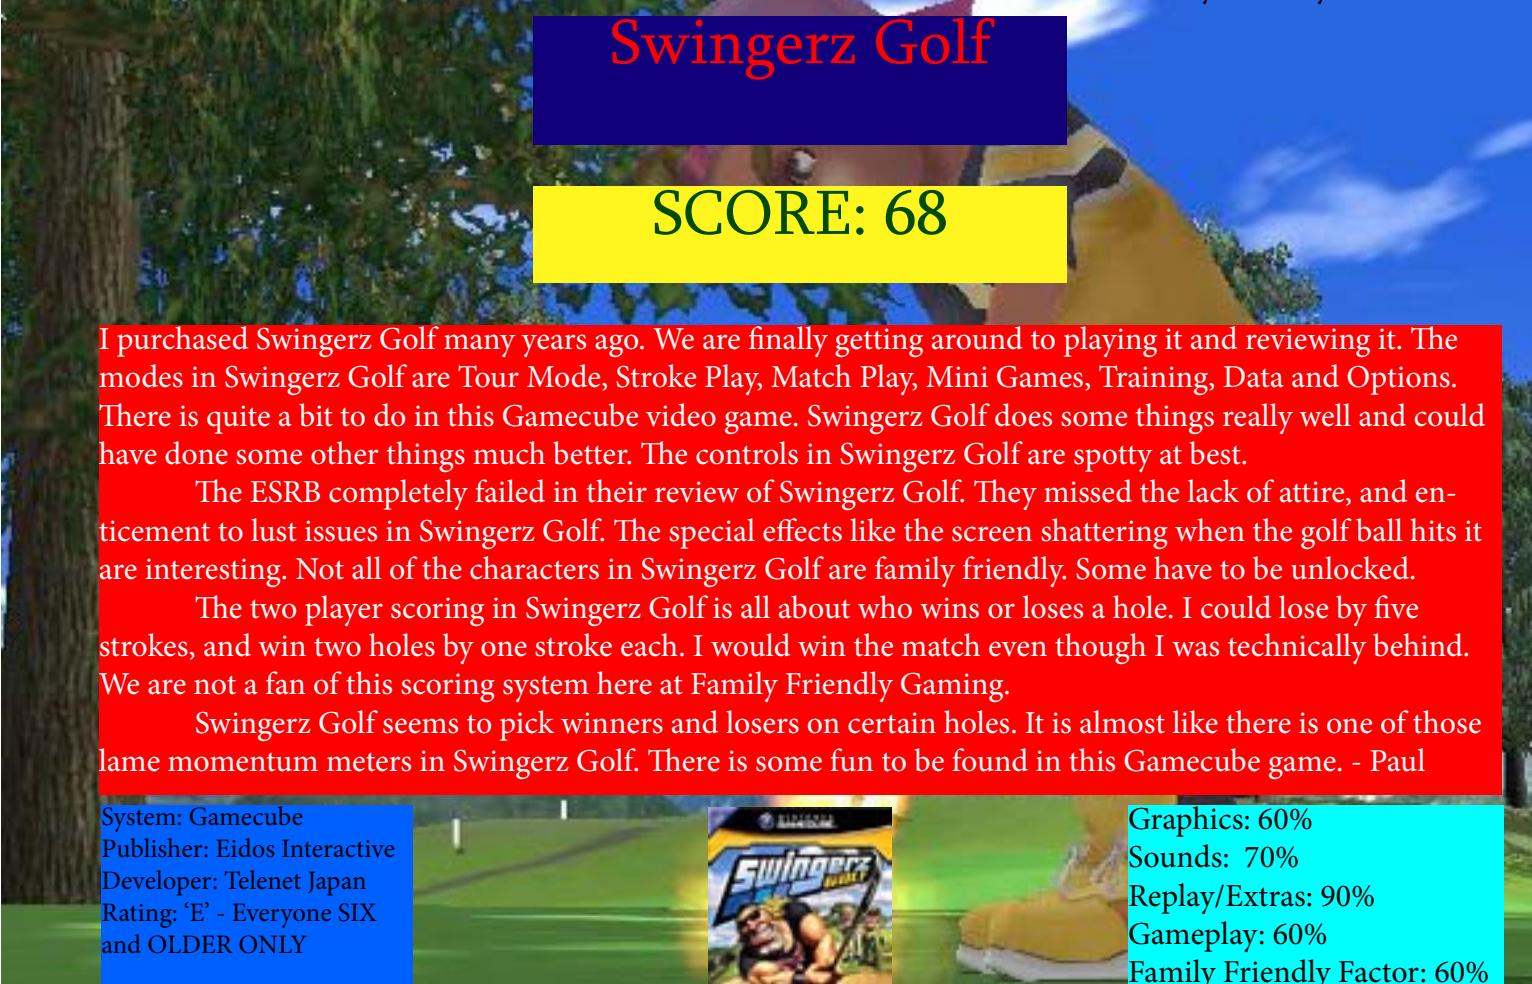 Swingerz Golf
SCORE: 68
I purchased Swingerz Golf many years ago. We are finally getting around to playing it and reviewing it. The
modes in Swingerz Golf are Tour Mode, Stroke Play, Match Play, Mini Games, Training, Data and Options.
There is quite a bit to do in this Gamecube video game. Swingerz Golf does some things really well and could
have done some other things much better. The controls in Swingerz Golf are spotty at best.
The ESRB completely failed in their review of Swingerz Golf. They missed the lack of attire, and en-
ticement to lust issues in Swingerz Golf. The special effects like the screen shattering when the golf ball hits it
are interesting. Not all of the characters in Swingerz Golf are family friendly. Some have to be unlocked.
The two player scoring in Swingerz Golf is all about who wins or loses a hole. I could lose by five
strokes, and win two holes by one stroke each. I would win the match even though I was technically behind.
We are not a fan of this scoring system here at Family Friendly Gaming.
Swingerz Golf seems to pick winners and losers on certain holes. It is almost like there is one of those
lame momentum meters in Swingerz Golf. There is some fun to be found in this Gamecube game. - Paul
System: Gamecube
Publisher: Eidos Interactive
Developer: Telenet Japan
Rating: ‘E’ - Everyone SIX
and OLDER ONLY
GAMECUBE
Swingerz
GOLF
Graphics: 60%
Sounds:  70%
Replay/Extras: 90%
Gameplay: 60%
Family Friendly Factor: 60%